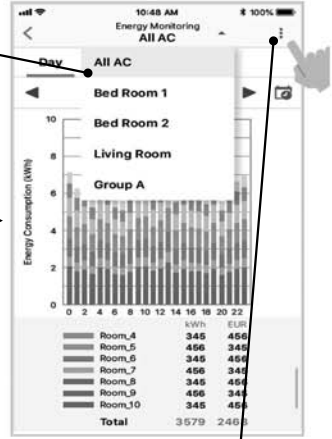 10:48 AM 100%
Energy Monitoring
All AC
Day All AC
Bed Room 1
Bed Room 2
Living Room
Group A
Energy Consumption (kWh)
10
8
6
4
2
0
0 2 4 6 8 10 12 14 16 18 20 22
kWh EUR
Room_4 345 456
Room_5 456 345
Room_6 345 456
Room_7 456 345
Room_8 345 456
Room_9 456 345
Room_10 345 456
Total 3579 2468